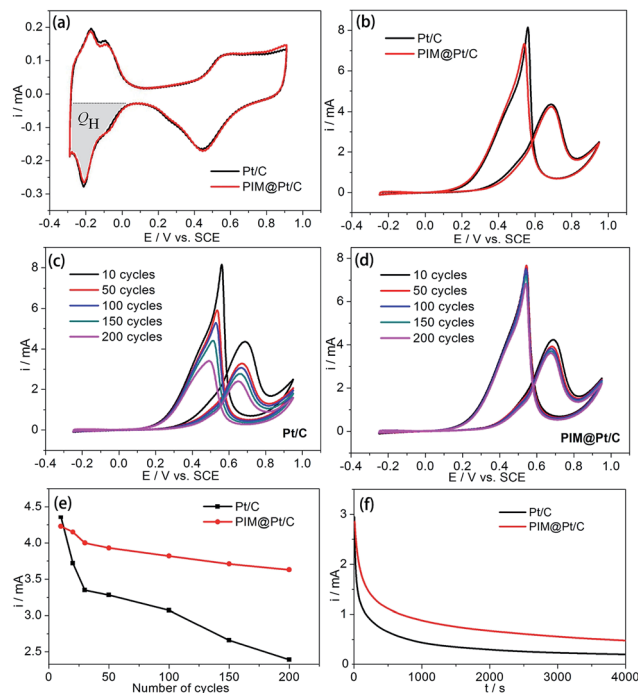 (a)
Pt/C
PIM@Pt/C
QH
i / mA
0.2
0.1
0.0
-0.1
-0.2
-0.3
-0.4 -0.2 0.0 0.2 0.4 0.6 0.8 1.0
E / V vs. SCE
(b)
Pt/C
PIM@Pt/C
i / mA
8
6
4
2
0
-0.4 -0.2 0.0 0.2 0.4 0.6 0.8 1.0
E / V vs. SCE
(c)
10 cycles
50 cycles
100 cycles
150 cycles
200 cycles
Pt/C
i / mA
8
6
4
2
0
-0.4 -0.2 0.0 0.2 0.4 0.6 0.8 1.0
E / V vs. SCE
(d)
10 cycles
50 cycles
100 cycles
150 cycles
200 cycles
PIM@Pt/C
i / mA
8
6
4
2
0
-0.4 -0.2 0.0 0.2 0.4 0.6 0.8 1.0
E / V vs. SCE
(e)
Pt/C
PIM@Pt/C
i / mA
4.5
4.0
3.5
3.0
2.5
0 50 100 150 200
Number of cycles
(f)
Pt/C
PIM@Pt/C
i / mA
3
2
1
0
0 1000 2000 3000 4000
t / s